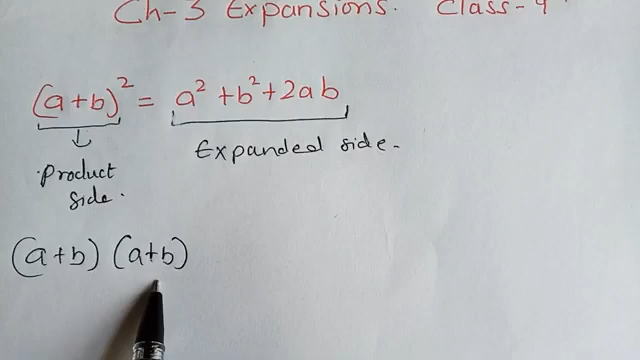 Ch-3 Expansions. Class-9
(a+b)² = a² + b² + 2ab
Product side.
Expanded side.
(a+b) (a+b)